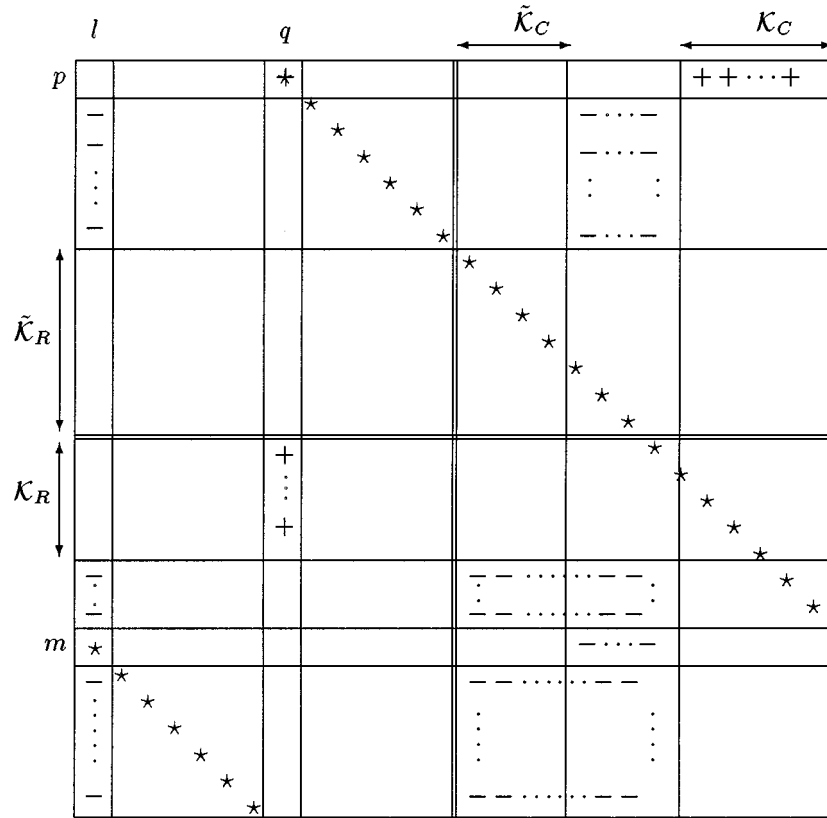 l q 𝒦̃_C 𝒦_C
p ⋆ + + ⋯ +
⋆
— — ⋯ —
⋆
— — ⋯ —
⋆
⋮ ⋮ ⋮
⋆
⋆
— — ⋯ — ⋆
⋆
⋆
𝒦̃_R ⋆
⋆
⋆
⋆
⋆
⋆
+
𝒦_R ⋮ ⋆
⋆
+ ⋆
⋆
— — — ⋯ — — ⋆
⋮ ⋮ ⋮
— — — ⋯ — — ⋆
m ⋆ — ⋯ —
⋆
— — — ⋯ — —
⋆
⋮ ⋆ ⋮ ⋮
⋆
⋆
— — — ⋯ — —
⋆